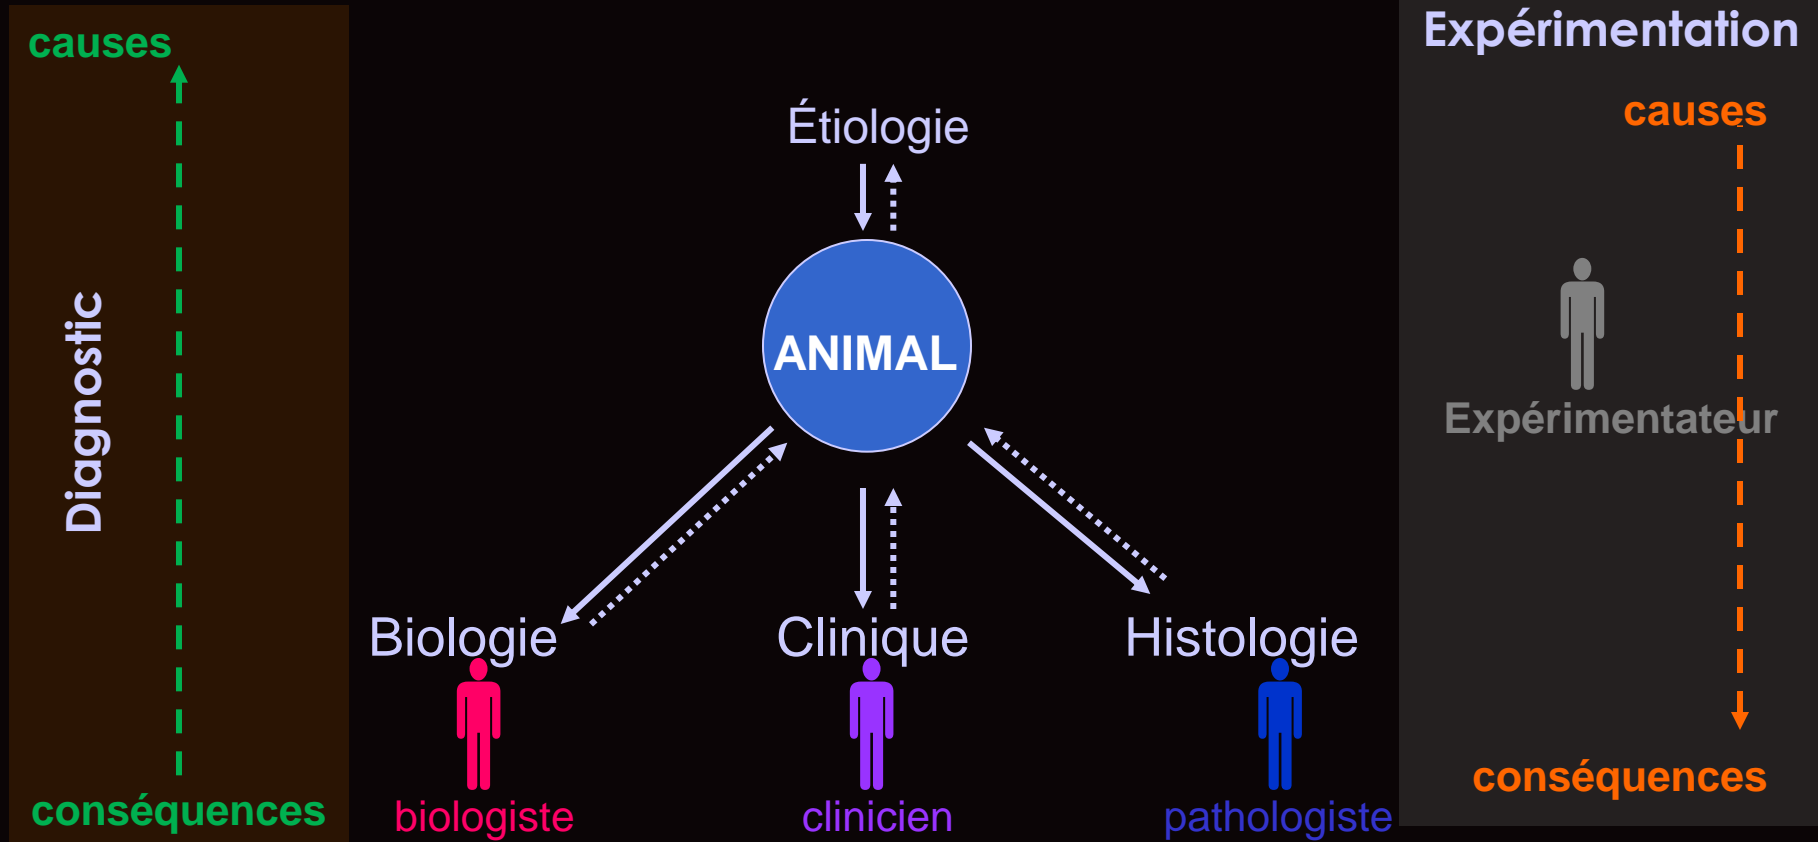 causes
Diagnostic
conséquences
Étiologie
ANIMAL
Biologie
Clinique
Histologie
biologiste
clinicien
pathologiste
Expérimentation
causes
Expérimentateur
conséquences